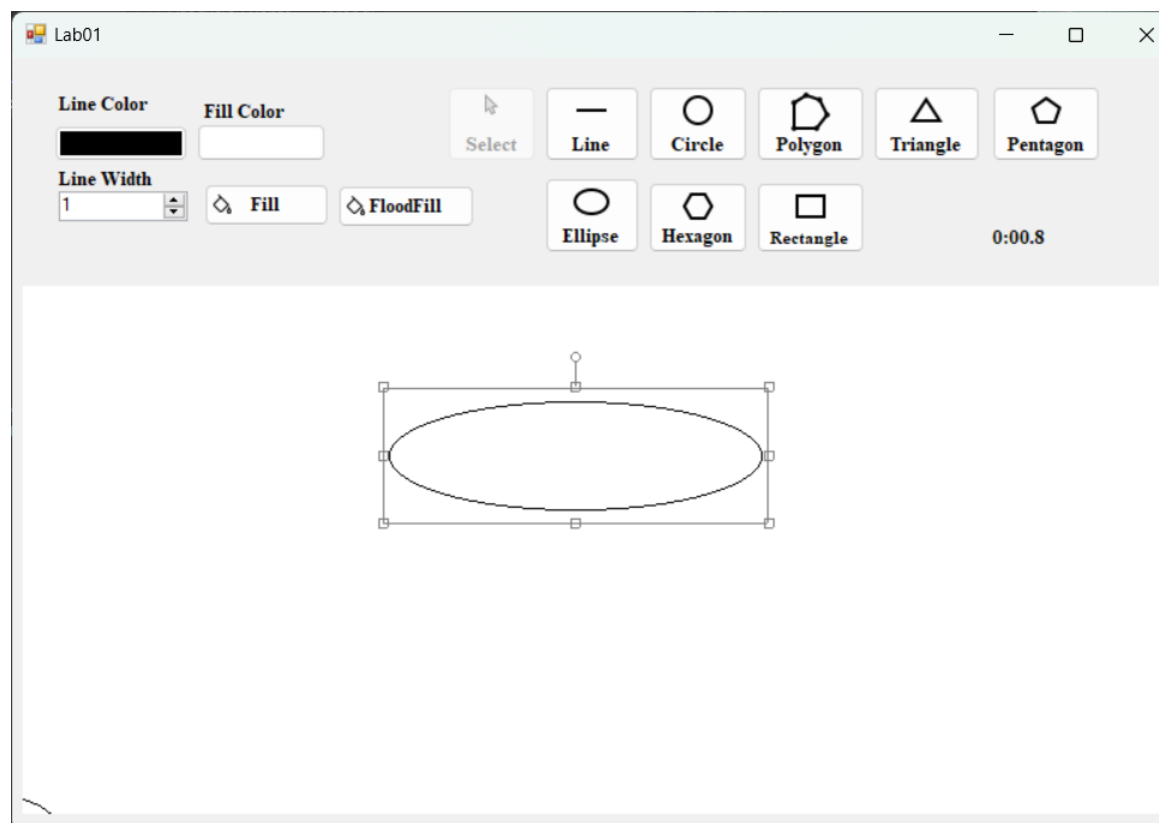 Lab01
Line Color
Fill Color
Select
Line
Circle
Polygon
Triangle
Pentagon
Line Width
1
Fill
FloodFill
Ellipse
Hexagon
Rectangle
0:00.8